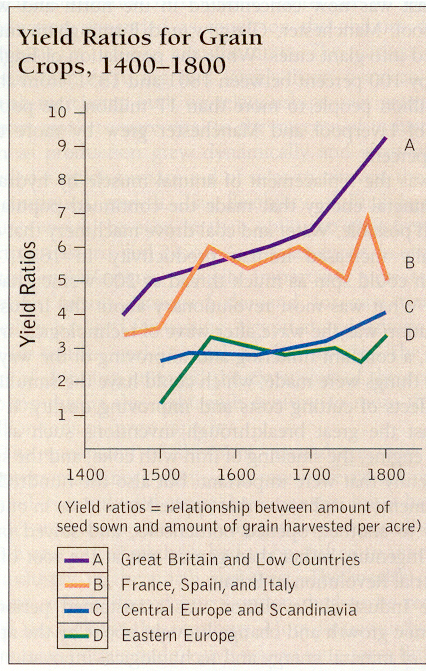 Yield Ratios for Grain
Crops, 1400–1800
10
9
8
7
6
5
4
3
2
1
Yield Ratios
A
B
C
D
1400 1500 1600 1700 1800
(Yield ratios = relationship between amount of
seed sown and amount of grain harvested per acre)
A Great Britain and Low Countries
B France, Spain, and Italy
C Central Europe and Scandinavia
D Eastern Europe